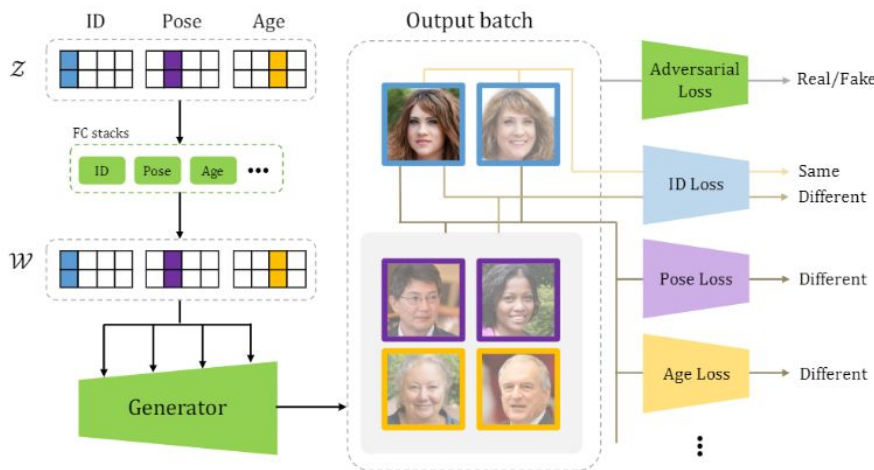 ID Pose Age
Output batch
𝒵
FC stacks
ID Pose Age •••
𝒲
Generator
Adversarial
Loss
Real/Fake
ID Loss
Same
Different
Pose Loss
Different
Age Loss
Different